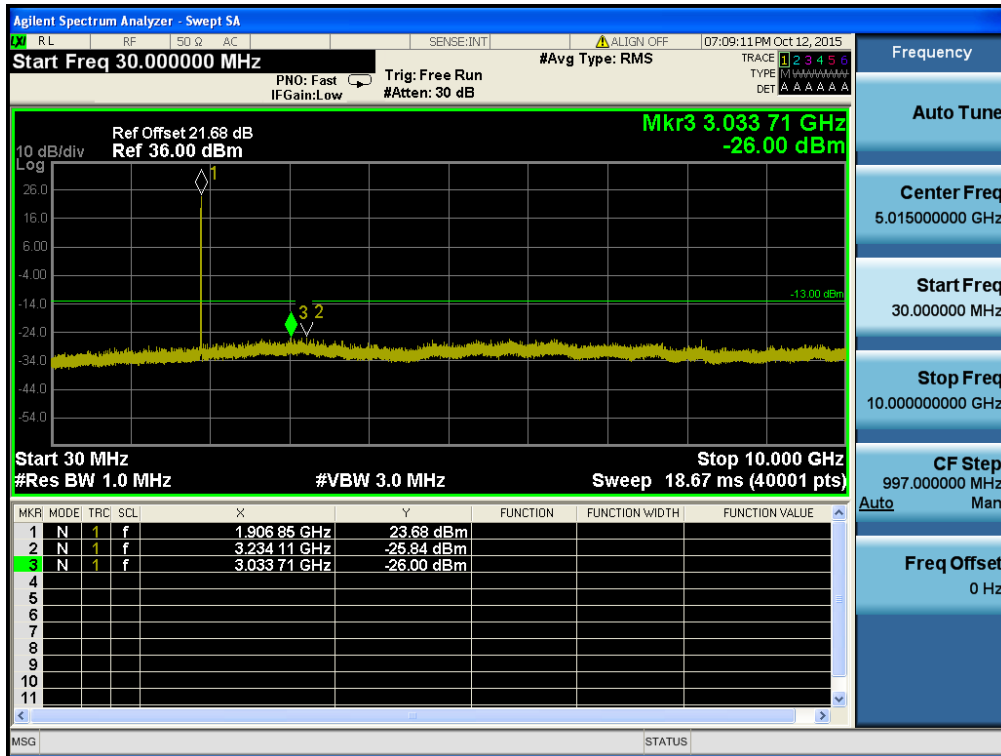 Agilent Spectrum Analyzer - Swept SA
LXI RL RF 50 Ω AC SENSE:INT ALIGN OFF 07:09:11 PM Oct 12, 2015
Start Freq 30.000000 MHz
PNO: Fast
IFGain:Low
Trig: Free Run
#Atten: 30 dB
#Avg Type: RMS
TRACE 1 2 3 4 5 6
TYPE M WWWWW
DET A A A A A A
Ref Offset 21.68 dB
Ref 36.00 dBm
10 dB/div
Log
Mkr3 3.033 71 GHz
-26.00 dBm
1
26.0
16.0
6.00
-4.00
-13.00 dBm
-14.0
3 2
-24.0
-34.0
-44.0
-54.0
Start 30 MHz
Stop 10.000 GHz
#Res BW 1.0 MHz
#VBW 3.0 MHz
Sweep 18.67 ms (40001 pts)
MKR MODE TRC SCL X Y FUNCTION FUNCTION WIDTH FUNCTION VALUE
1 N 1 f 1.906 85 GHz 23.68 dBm
2 N 1 f 3.234 11 GHz -25.84 dBm
3 N 1 f 3.033 71 GHz -26.00 dBm
4
5
6
7
8
9
10
11
MSG
STATUS
Frequency
Auto Tune
Center Freq
5.015000000 GHz
Start Freq
30.000000 MHz
Stop Freq
10.000000000 GHz
CF Step
997.000000 MHz
Auto Man
Freq Offset
0 Hz